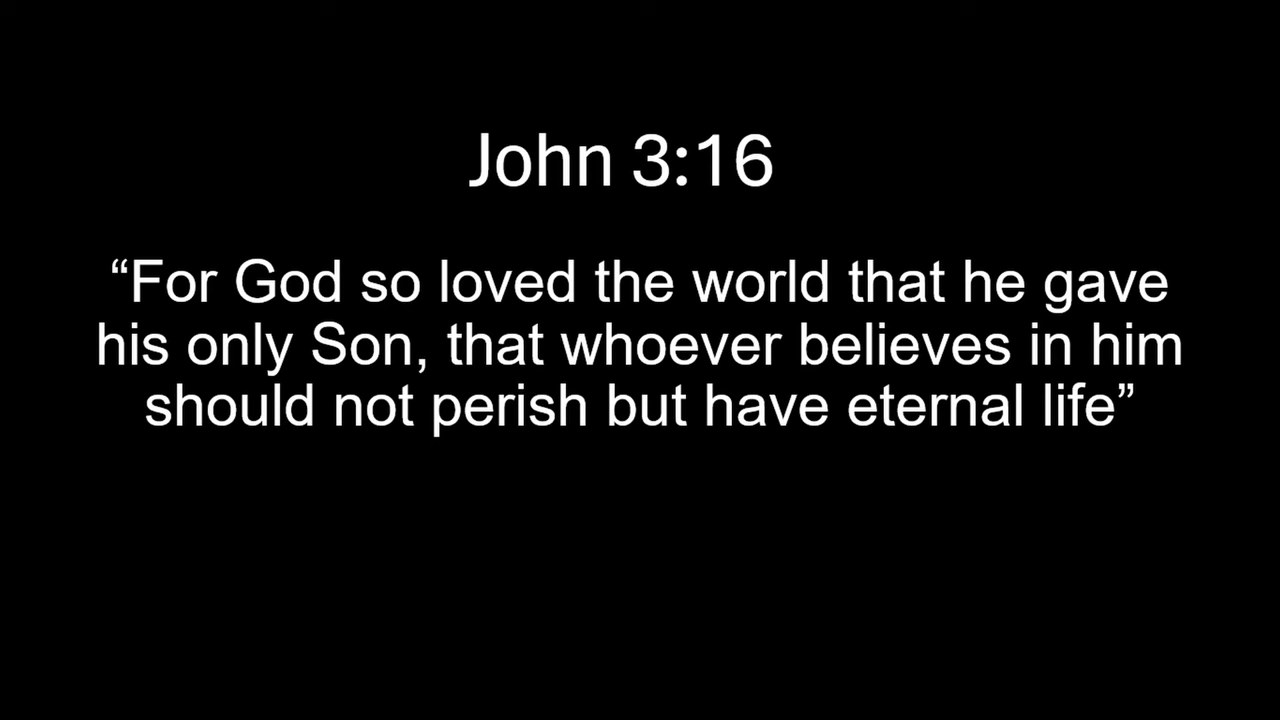 John 3:16
“For God so loved the world that he gave
his only Son, that whoever believes in him
should not perish but have eternal life”